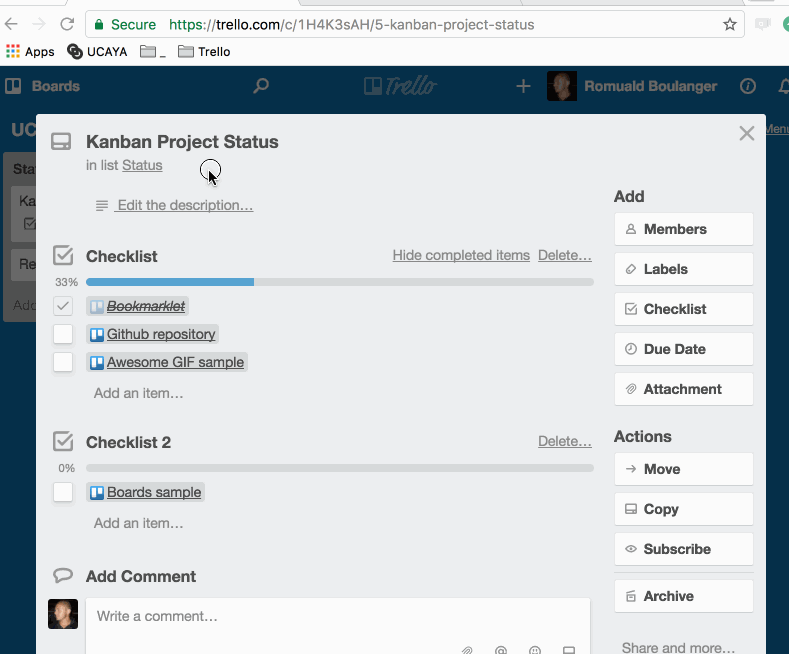 Secure https://trello.com/c/1H4K3sAH/5-kanban-project-status
Apps UCAYA _ Trello
Boards Trello Romuald Boulanger
UC Menu
Kanban Project Status
in list Status
Edit the description…
Checklist Hide completed items Delete…
33%
Bookmarklet
Github repository
Awesome GIF sample
Add an item…
Checklist 2 Delete…
0%
Boards sample
Add an item…
Add Comment
Write a comment…
Sta
Ka
Re
Add
Add
Members
Labels
Checklist
Due Date
Attachment
Actions
Move
Copy
Subscribe
Archive
Share and more…